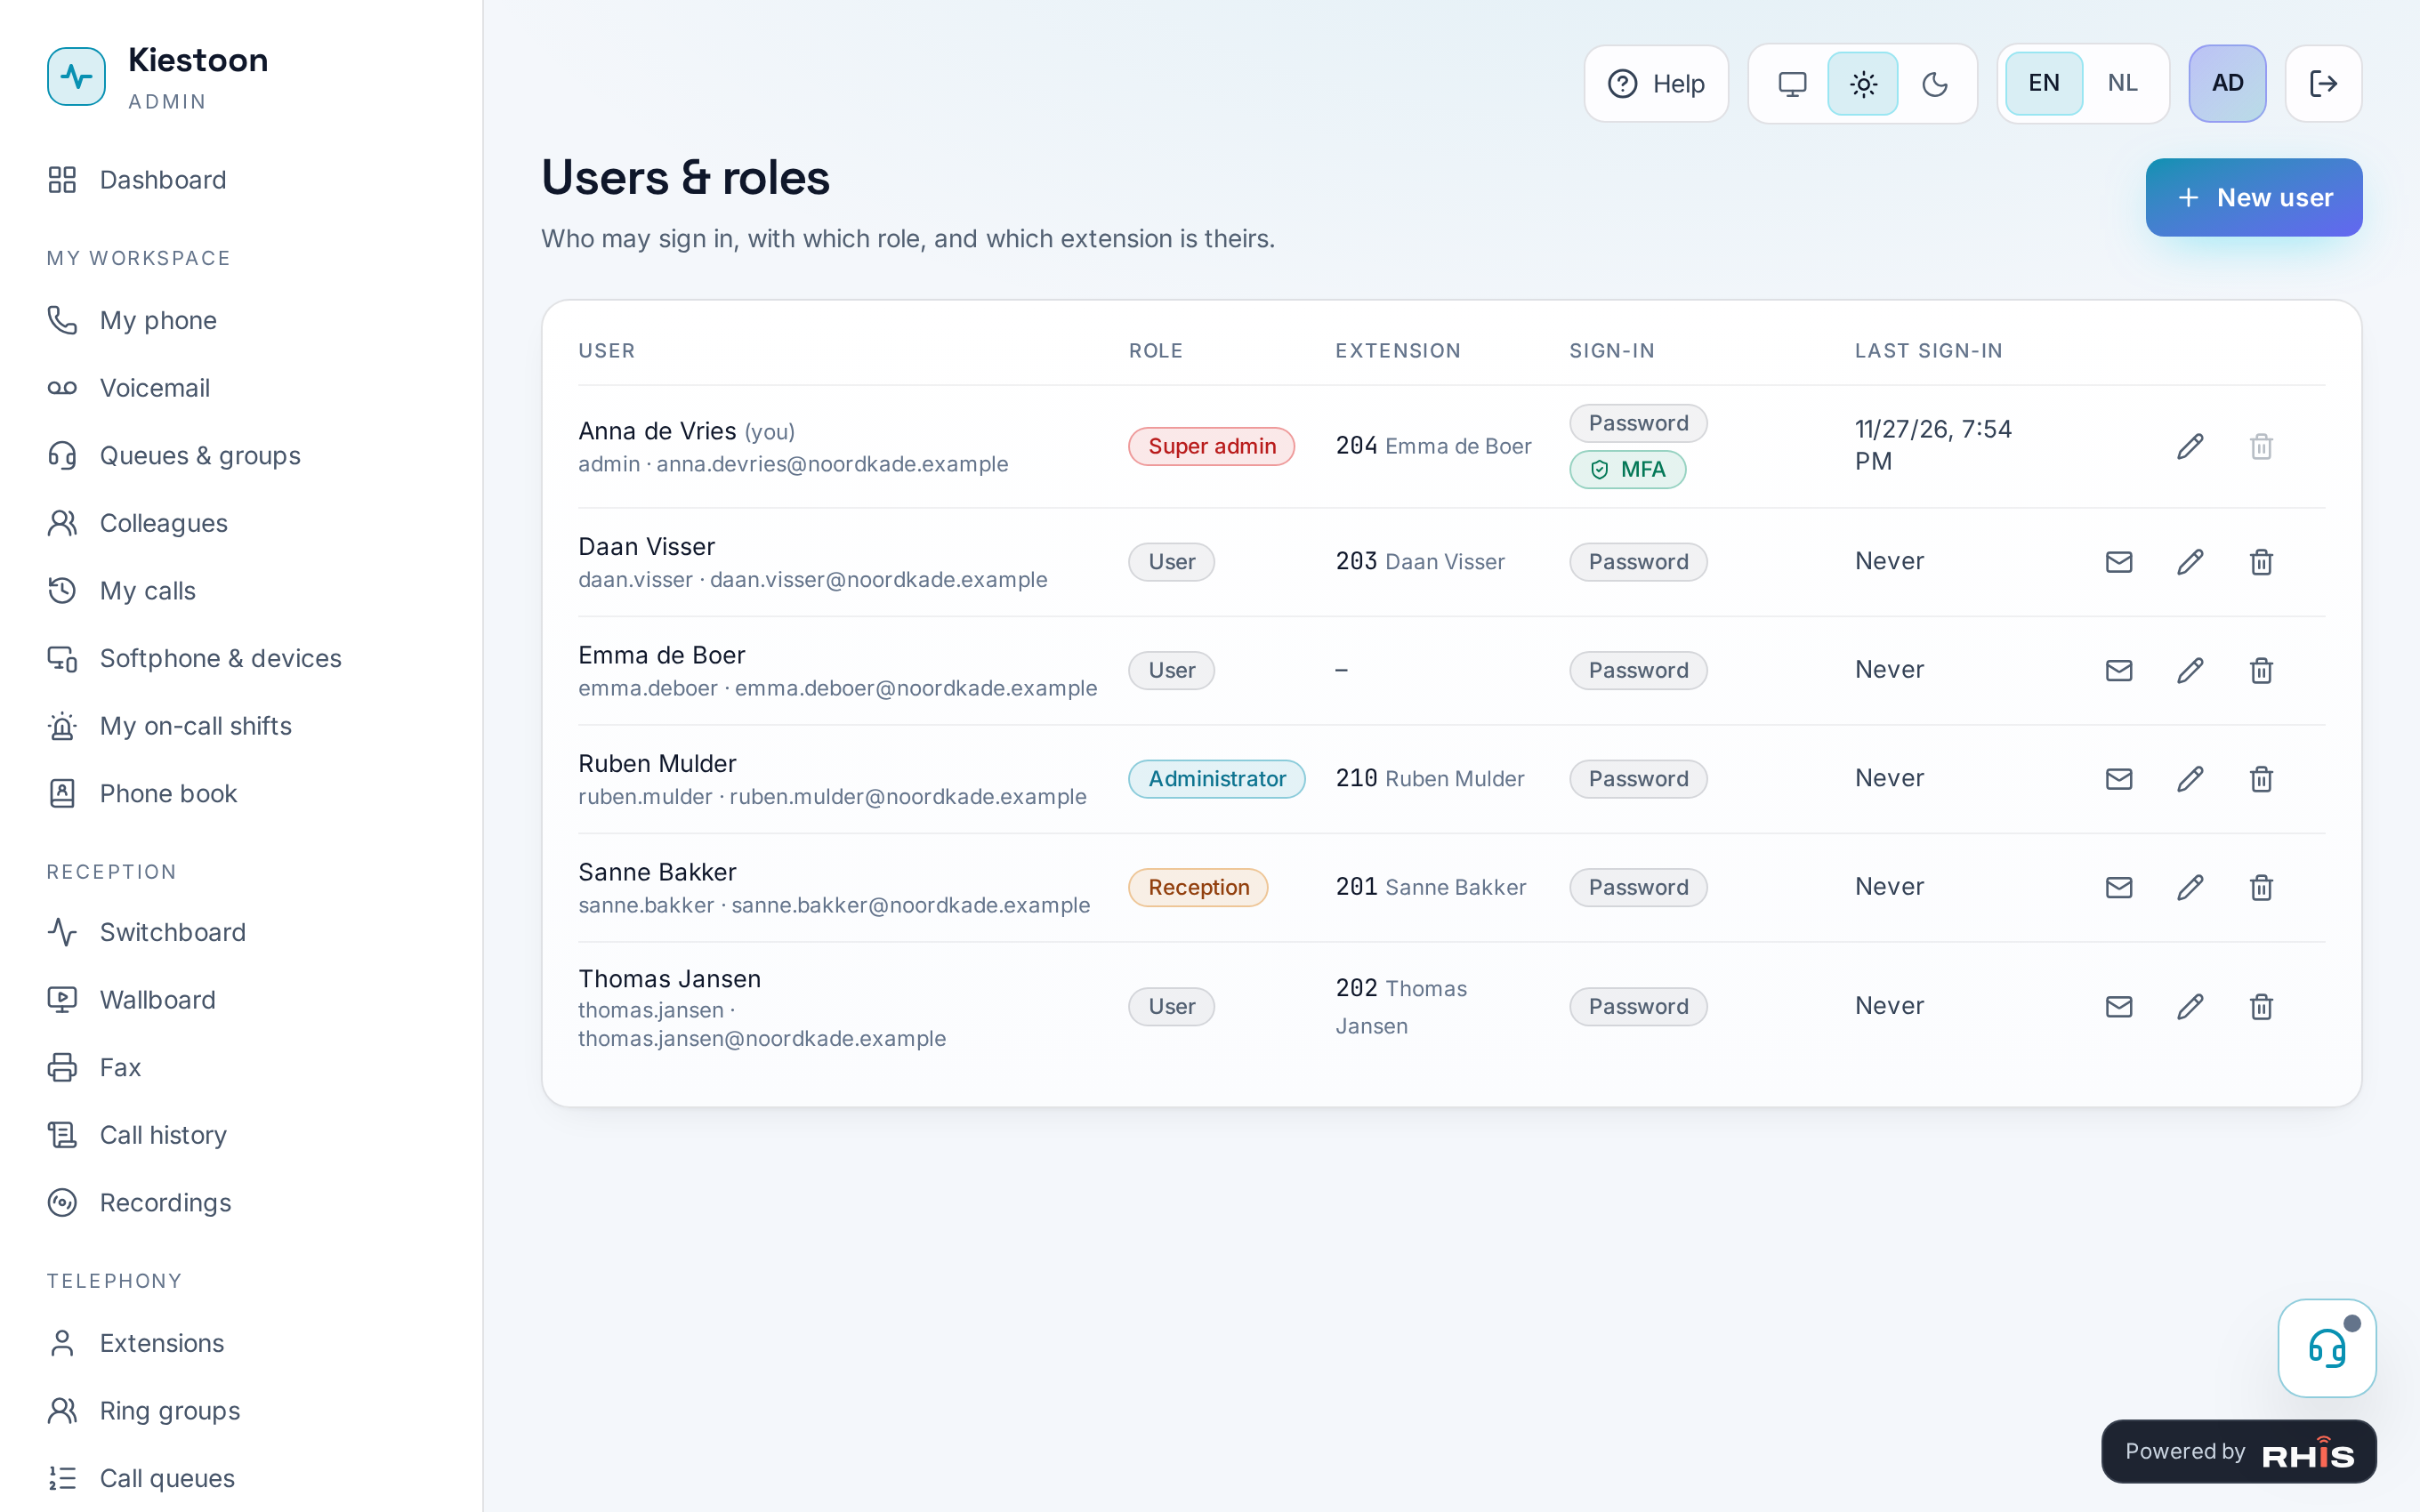 Kiestoon
ADMIN
Dashboard
MY WORKSPACE
My phone
Voicemail
Queues & groups
Colleagues
My calls
Softphone & devices
My on-call shifts
Phone book
RECEPTION
Switchboard
Wallboard
Fax
Call history
Recordings
TELEPHONY
Extensions
Ring groups
Call queues
Help
EN NL
AD
Users & roles
Who may sign in, with which role, and which extension is theirs.
New user
USER ROLE EXTENSION SIGN-IN LAST SIGN-IN
Anna de Vries (you)
admin · anna.devries@noordkade.example
Super admin
204 Emma de Boer
Password
MFA
11/27/26, 7:54
PM
Daan Visser
daan.visser · daan.visser@noordkade.example
User
203 Daan Visser
Password
Never
Emma de Boer
emma.deboer · emma.deboer@noordkade.example
User
–
Password
Never
Ruben Mulder
ruben.mulder · ruben.mulder@noordkade.example
Administrator
210 Ruben Mulder
Password
Never
Sanne Bakker
sanne.bakker · sanne.bakker@noordkade.example
Reception
201 Sanne Bakker
Password
Never
Thomas Jansen
thomas.jansen ·
thomas.jansen@noordkade.example
User
202 Thomas
Jansen
Password
Never
Powered by RHIS